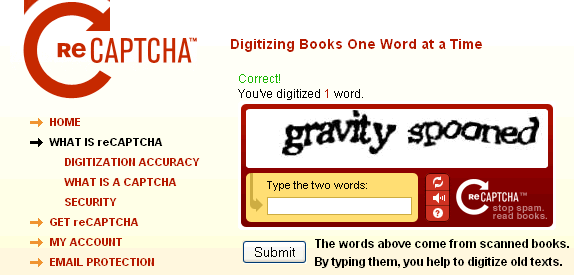 reCAPTCHA™
Digitizing Books One Word at a Time
Correct!
You've digitized 1 word.
gravity spooned
Type the two words:
reCAPTCHA™
stop spam.
read books.
Submit
The words above come from scanned books.
By typing them, you help to digitize old texts.
HOME
WHAT IS reCAPTCHA
DIGITIZATION ACCURACY
WHAT IS A CAPTCHA
SECURITY
GET reCAPTCHA
MY ACCOUNT
EMAIL PROTECTION